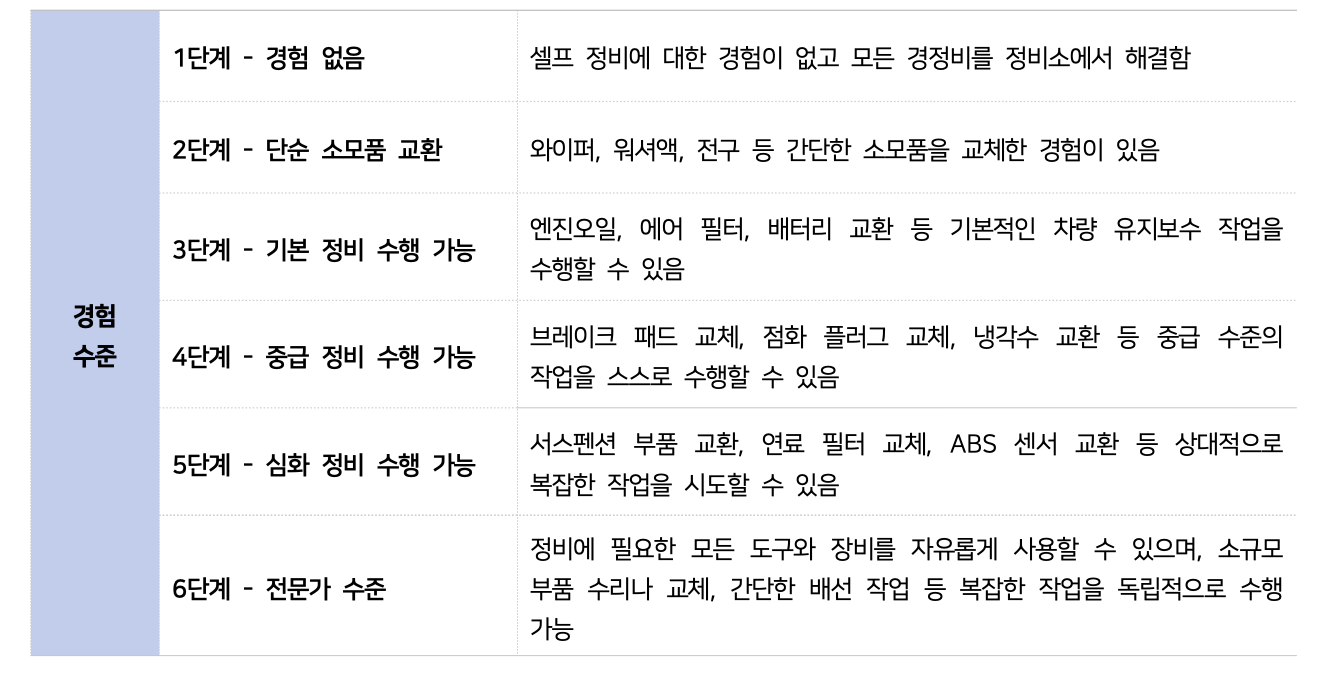 1단계 - 경험 없음
셀프 정비에 대한 경험이 없고 모든 경정비를 정비소에서 해결함
2단계 - 단순 소모품 교환
와이퍼, 워셔액, 전구 등 간단한 소모품을 교체한 경험이 있음
3단계 - 기본 정비 수행 가능
엔진오일, 에어 필터, 배터리 교환 등 기본적인 차량 유지보수 작업을
수행할 수 있음
경험
수준
4단계 - 중급 정비 수행 가능
브레이크 패드 교체, 점화 플러그 교체, 냉각수 교환 등 중급 수준의
작업을 스스로 수행할 수 있음
5단계 - 심화 정비 수행 가능
서스펜션 부품 교환, 연료 필터 교체, ABS 센서 교환 등 상대적으로
복잡한 작업을 시도할 수 있음
6단계 - 전문가 수준
정비에 필요한 모든 도구와 장비를 자유롭게 사용할 수 있으며, 소규모
부품 수리나 교체, 간단한 배선 작업 등 복잡한 작업을 독립적으로 수행
가능